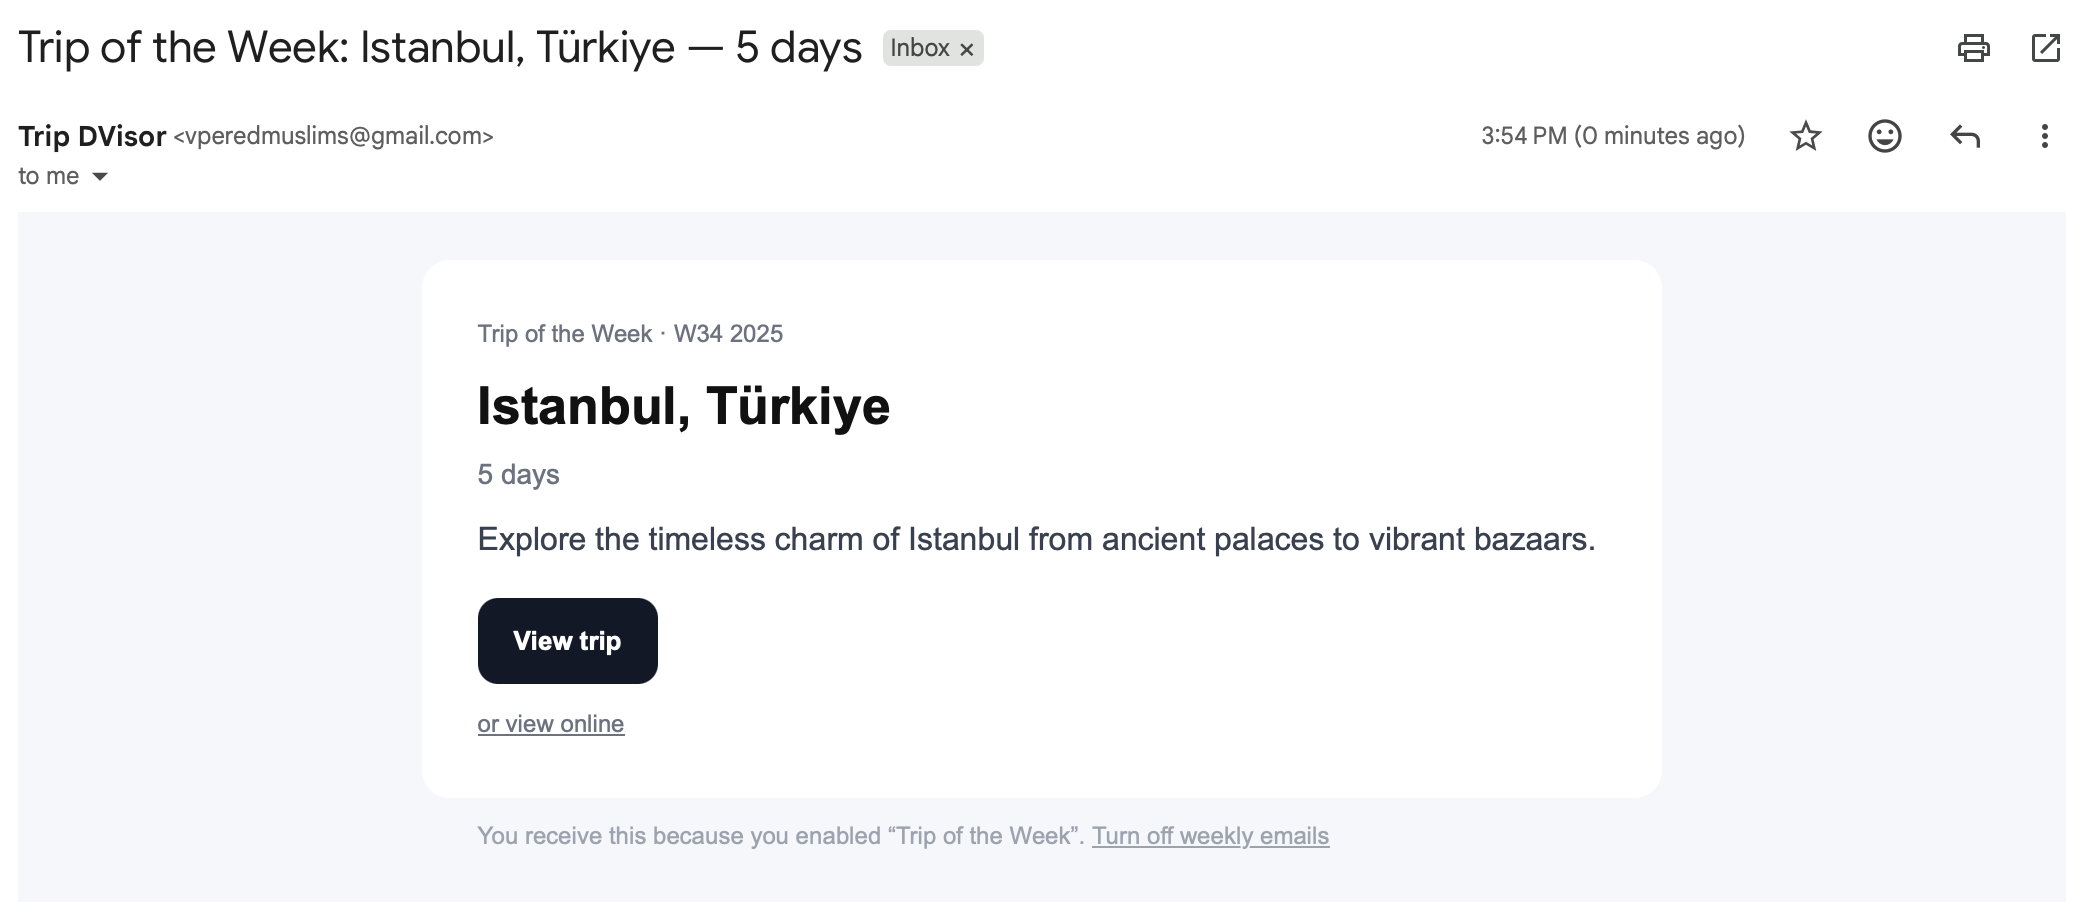 Trip of the Week: Istanbul, Türkiye — 5 days Inbox ×
Trip DVisor <vperedmuslims@gmail.com> 3:54 PM (0 minutes ago)
to me
Trip of the Week · W34 2025
Istanbul, Türkiye
5 days
Explore the timeless charm of Istanbul from ancient palaces to vibrant bazaars.
View trip
or view online
You receive this because you enabled “Trip of the Week”. Turn off weekly emails